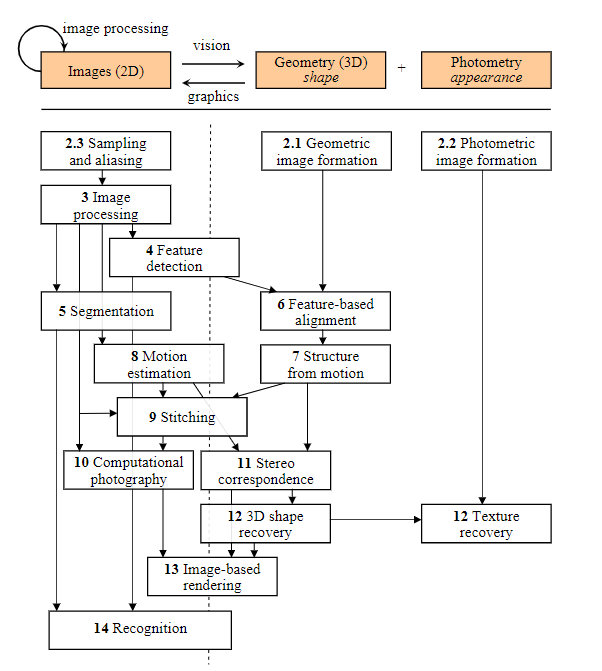 image processing
vision
Images (2D)
Geometry (3D)
shape
+
Photometry
appearance
graphics
2.3 Sampling
and aliasing
2.1 Geometric
image formation
2.2 Photometric
image formation
3 Image
processing
4 Feature
detection
5 Segmentation
6 Feature-based
alignment
8 Motion
estimation
7 Structure
from motion
9 Stitching
10 Computational
photography
11 Stereo
correspondence
12 3D shape
recovery
12 Texture
recovery
13 Image-based
rendering
14 Recognition